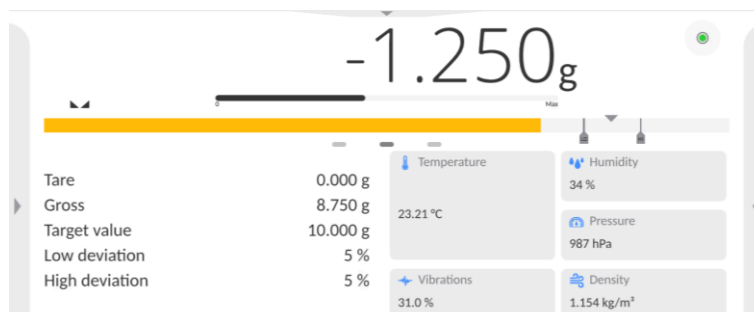 -1.250g
0 Max
Tare 0.000 g
Gross 8.750 g
Target value 10.000 g
Low deviation 5 %
High deviation 5 %
Temperature
23.21 °C
Humidity
34 %
Pressure
987 hPa
Vibrations
31.0 %
Density
1.154 kg/m³